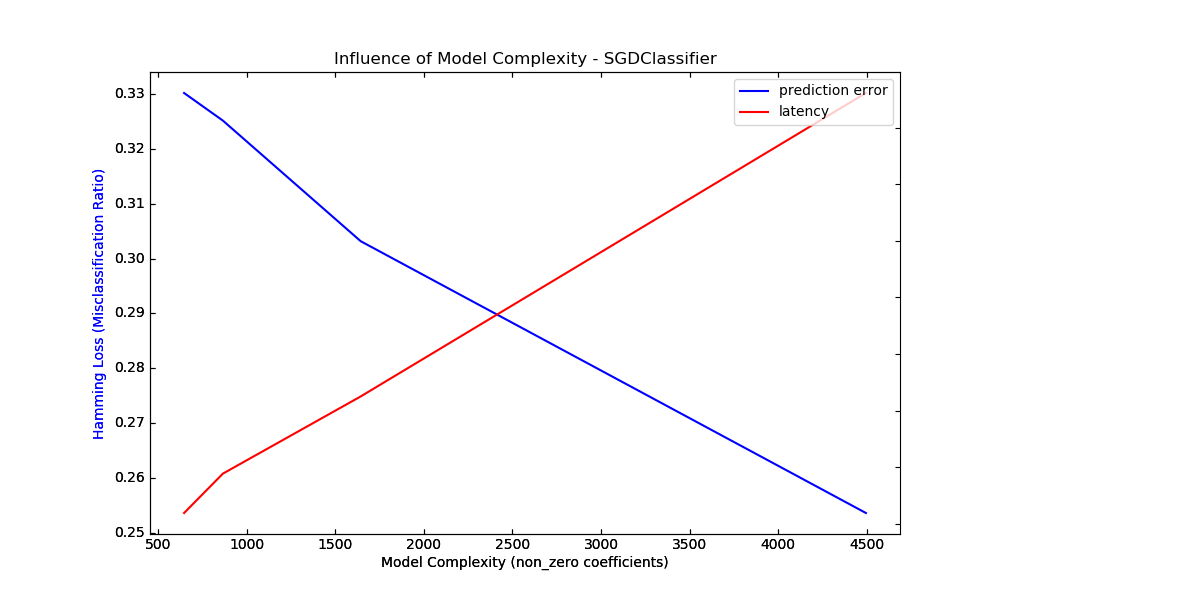 Influence of Model Complexity - SGDClassifier
prediction error
latency
Hamming Loss (Misclassification Ratio)
0.33
0.32
0.31
0.30
0.29
0.28
0.27
0.26
0.25
500 1000 1500 2000 2500 3000 3500 4000 4500
Model Complexity (non_zero coefficients)